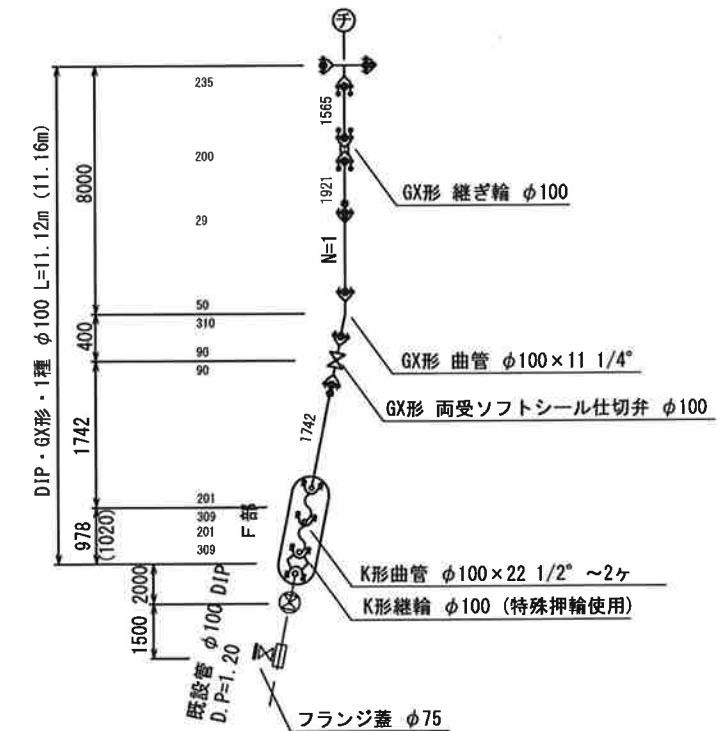 チ
235
1565
200
GX形 継ぎ輪 φ100
1921
29
N=1
8000
DIP・GX形・1種 φ100 L=11.12m (11.16m)
50
310
400
90
90
GX形 曲管 φ100×11 1/4°
GX形 両受ソフトシール仕切弁 φ100
1742
1742
201
309
201
309
F部
978
(1020)
K形曲管 φ100×22 1/2° ～2ケ
K形継輪 φ100 (特殊押輪使用)
2000
1500
既設管 φ100 DIP
D.P=1.20
フランジ蓋 φ75